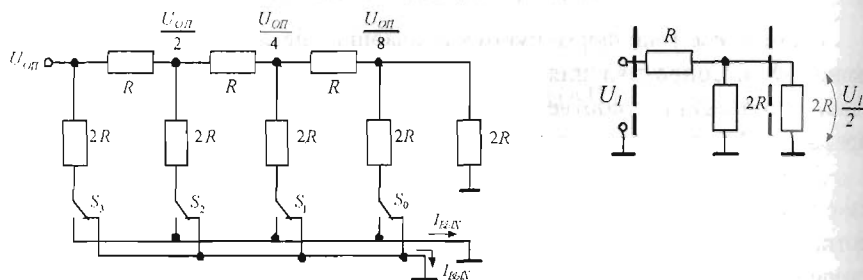 U_ОП
U_ОП/2
U_ОП/4
U_ОП/8
R
R
R
2R
2R
2R
2R
2R
S_3
S_2
S_1
S_0
I_ВЫХ
I_ВЫХ
R
U_1
2R
2R
U_1/2